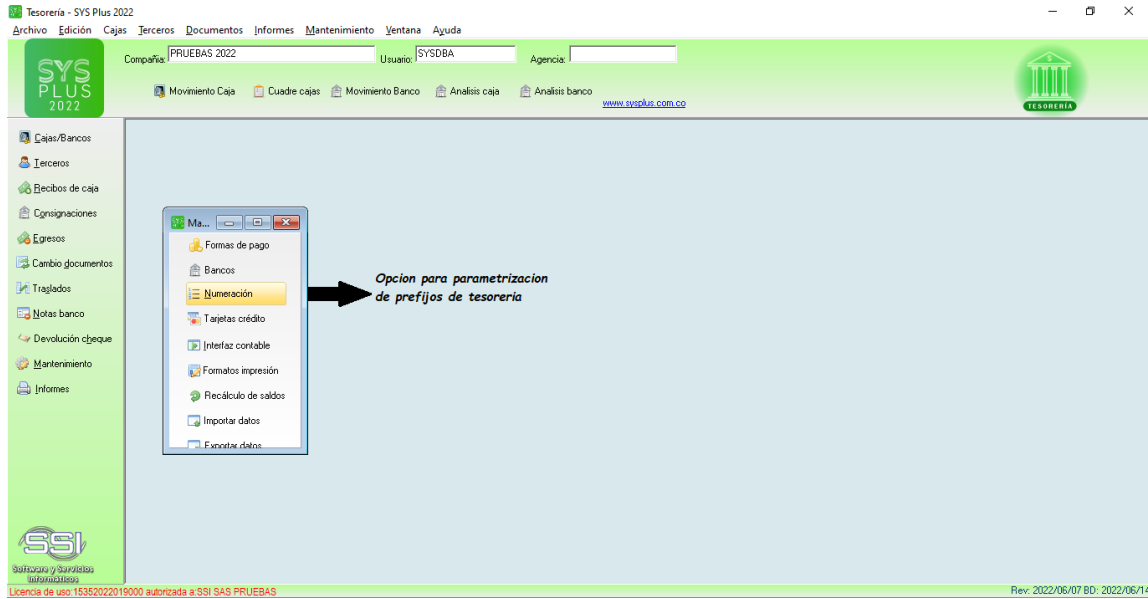 Tesorería - SYS Plus 2022
Archivo Edición Cajas Terceros Documentos Informes Mantenimiento Ventana Ayuda
SYS
PLUS
2022
Compañia: PRUEBAS 2022 Usuario: SYSDBA Agencia:
Movimiento Caja Cuadre cajas Movimiento Banco Analisis caja Analisis banco
www.sysplus.com.co
TESORERÍA
Cajas/Bancos
Terceros
Recibos de caja
Consignaciones
Egresos
Cambio documentos
Traslados
Notas banco
Devolución cheque
Mantenimiento
Informes
Ma...
Formas de pago
Bancos
Numeración
Tarjetas crédito
Interfaz contable
Formatos impresión
Recálculo de saldos
Importar datos
Exportar datos
Opcion para parametrizacion
de prefijos de tesoreria
SSI
Software y Servicios
Informáticos
Licencia de uso:15352022019000 autorizada a:SSI SAS PRUEBAS
Rev: 2022/06/07 BD: 2022/06/14